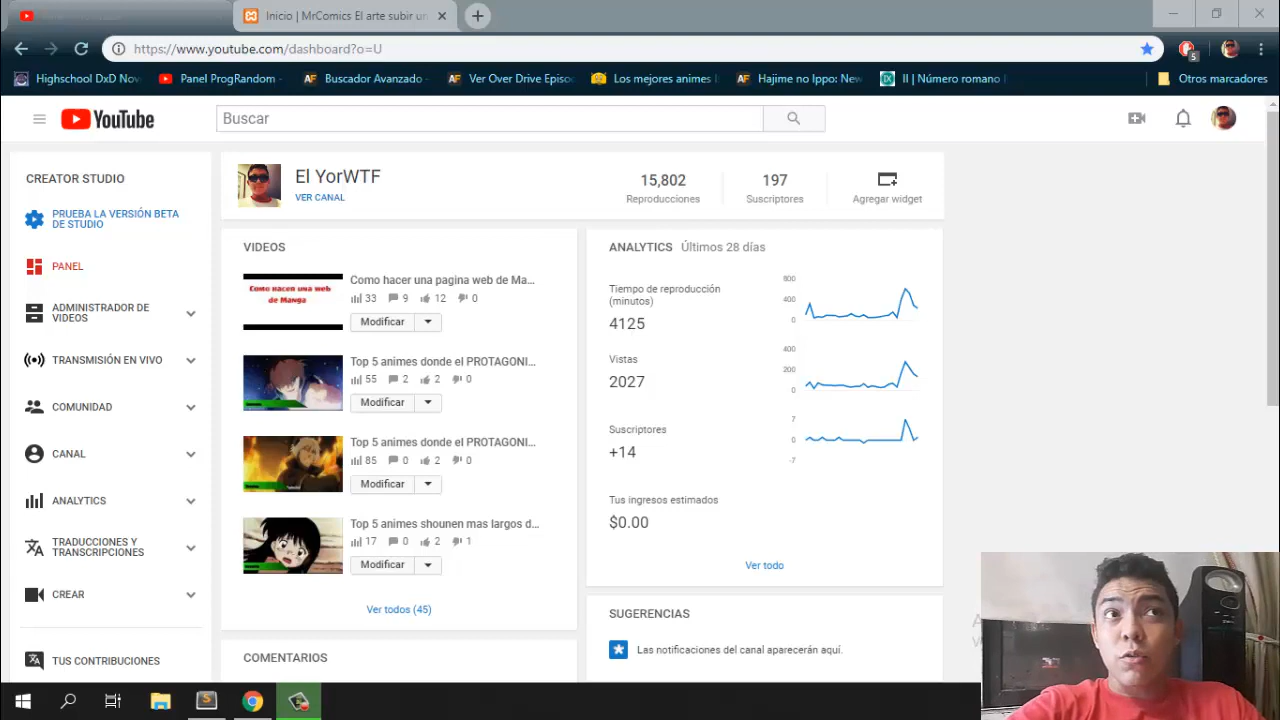 Inicio | MrComics El arte subir un
https://www.youtube.com/dashboard?o=U
5
Highschool DxD Nov
Panel ProgRandom -
Buscador Avanzado -
Ver Over Drive Episod
Los mejores animes I
Hajime no Ippo: New
II | Número romano I
Otros marcadores
YouTube
Buscar
CREATOR STUDIO
PRUEBA LA VERSIÓN BETA
DE STUDIO
PANEL
ADMINISTRADOR DE
VIDEOS
TRANSMISIÓN EN VIVO
COMUNIDAD
CANAL
ANALYTICS
TRADUCCIONES Y
TRANSCRIPCIONES
CREAR
TUS CONTRIBUCIONES
El YorWTF
VER CANAL
15,802
Reproducciones
197
Suscriptores
Agregar widget
VIDEOS
Como hacer una web
de Manga
Como hacer una pagina web de Ma...
33 9 12 0
Modificar
Top 5 animes donde el PROTAGONI...
55 2 2 0
Modificar
Top 5 animes donde el PROTAGONI...
85 0 2 0
Modificar
Top 5 animes shounen mas largos d...
17 0 2 1
Modificar
Ver todos (45)
COMENTARIOS
ANALYTICS Últimos 28 días
Tiempo de reproducción
(minutos)
4125
800
400
0
Vistas
2027
400
200
0
Suscriptores
+14
7
0
-7
Tus ingresos estimados
$0.00
Ver todo
SUGERENCIAS
Las notificaciones del canal aparecerán aquí.